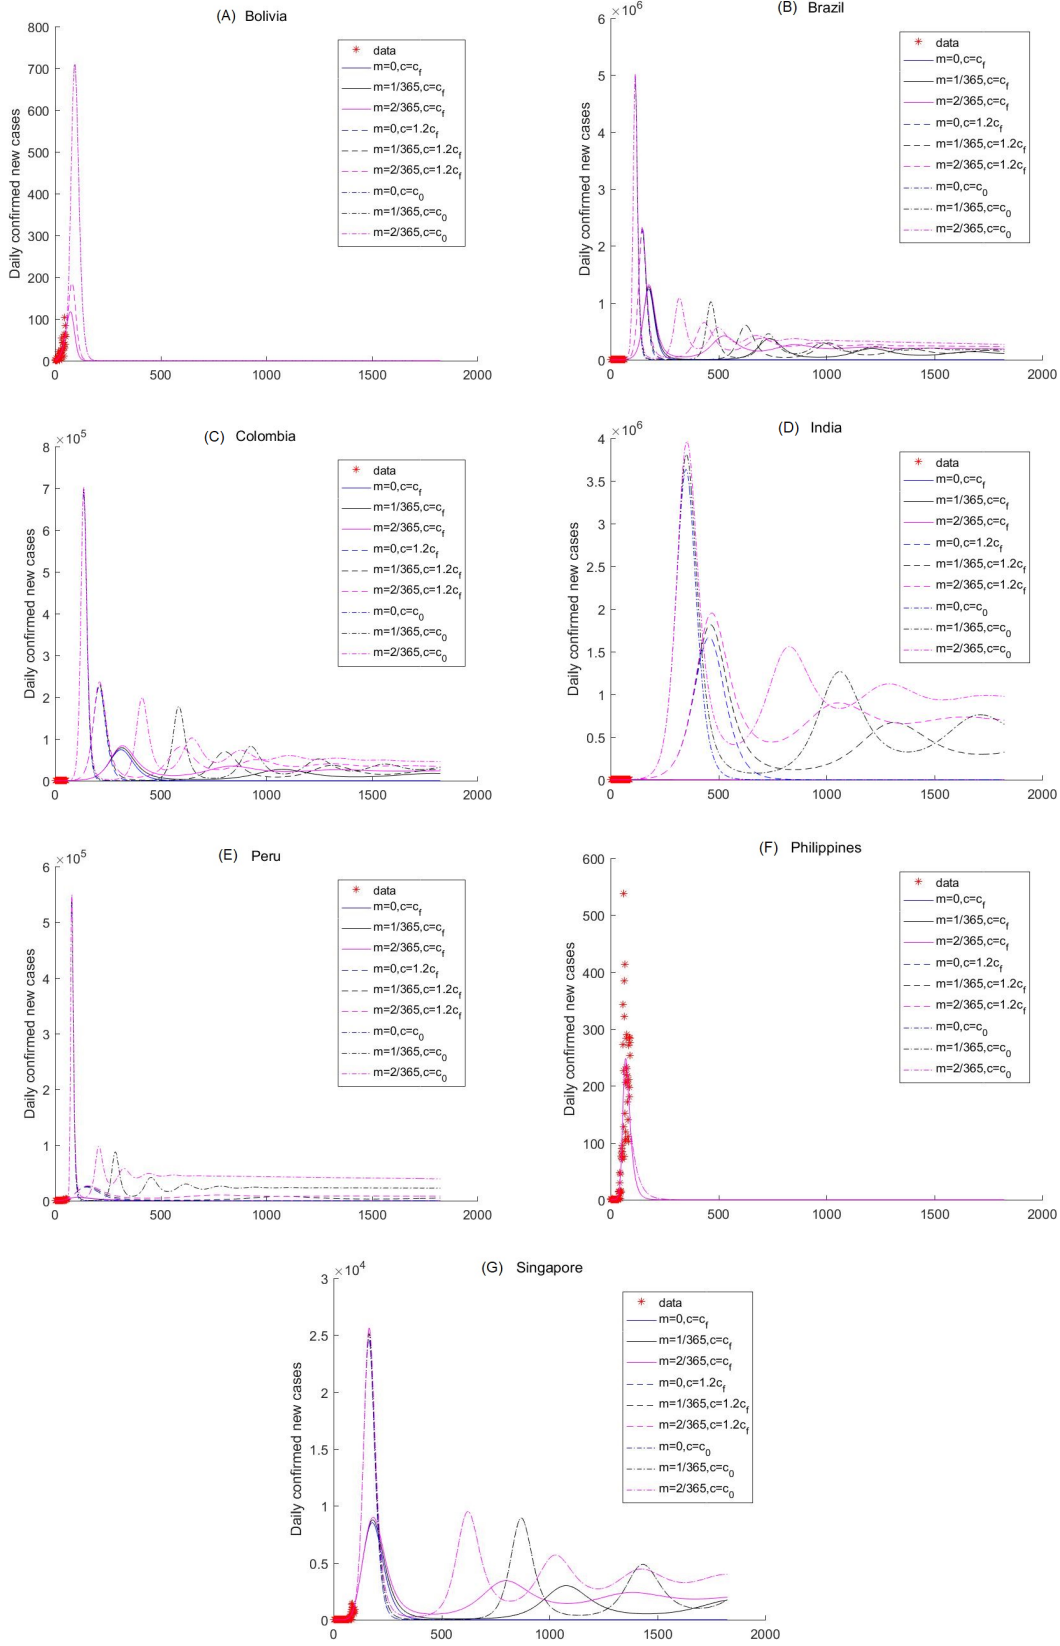 (A) Bolivia
Daily confirmed new cases
800
700
600
500
400
300
200
100
0
0 500 1000 1500 2000
data
m=0,c=c_f
m=1/365,c=c_f
m=2/365,c=c_f
m=0,c=1.2c_f
m=1/365,c=1.2c_f
m=2/365,c=1.2c_f
m=0,c=c_0
m=1/365,c=c_0
m=2/365,c=c_0
(B) Brazil
×10^6
Daily confirmed new cases
6
5
4
3
2
1
0
0 500 1000 1500 2000
data
m=0,c=c_f
m=1/365,c=c_f
m=2/365,c=c_f
m=0,c=1.2c_f
m=1/365,c=1.2c_f
m=2/365,c=1.2c_f
m=0,c=c_0
m=1/365,c=c_0
m=2/365,c=c_0
(C) Colombia
×10^5
Daily confirmed new cases
8
7
6
5
4
3
2
1
0
0 500 1000 1500 2000
data
m=0,c=c_f
m=1/365,c=c_f
m=2/365,c=c_f
m=0,c=1.2c_f
m=1/365,c=1.2c_f
m=2/365,c=1.2c_f
m=0,c=c_0
m=1/365,c=c_0
m=2/365,c=c_0
(D) India
×10^6
Daily confirmed new cases
4
3.5
3
2.5
2
1.5
1
0.5
0
0 500 1000 1500 2000
data
m=0,c=c_f
m=1/365,c=c_f
m=2/365,c=c_f
m=0,c=1.2c_f
m=1/365,c=1.2c_f
m=2/365,c=1.2c_f
m=0,c=c_0
m=1/365,c=c_0
m=2/365,c=c_0
(E) Peru
×10^5
Daily confirmed new cases
6
5
4
3
2
1
0
0 500 1000 1500 2000
data
m=0,c=c_f
m=1/365,c=c_f
m=2/365,c=c_f
m=0,c=1.2c_f
m=1/365,c=1.2c_f
m=2/365,c=1.2c_f
m=0,c=c_0
m=1/365,c=c_0
m=2/365,c=c_0
(F) Philippines
Daily confirmed new cases
600
500
400
300
200
100
0
0 500 1000 1500 2000
data
m=0,c=c_f
m=1/365,c=c_f
m=2/365,c=c_f
m=0,c=1.2c_f
m=1/365,c=1.2c_f
m=2/365,c=1.2c_f
m=0,c=c_0
m=1/365,c=c_0
m=2/365,c=c_0
(G) Singapore
×10^4
Daily confirmed new cases
3
2.5
2
1.5
1
0.5
0
0 500 1000 1500 2000
data
m=0,c=c_f
m=1/365,c=c_f
m=2/365,c=c_f
m=0,c=1.2c_f
m=1/365,c=1.2c_f
m=2/365,c=1.2c_f
m=0,c=c_0
m=1/365,c=c_0
m=2/365,c=c_0